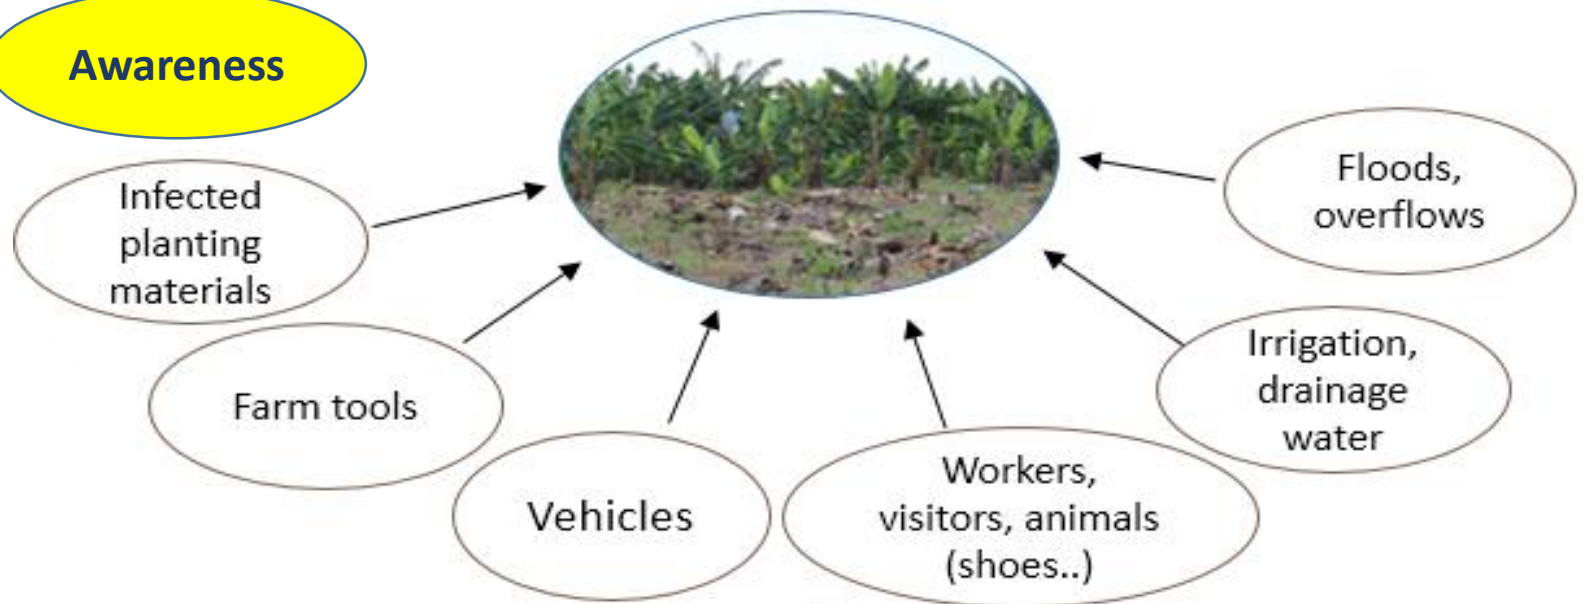 Awareness
Infected
planting
materials
Farm tools
Vehicles
Workers,
visitors, animals
(shoes..)
Irrigation,
drainage
water
Floods,
overflows